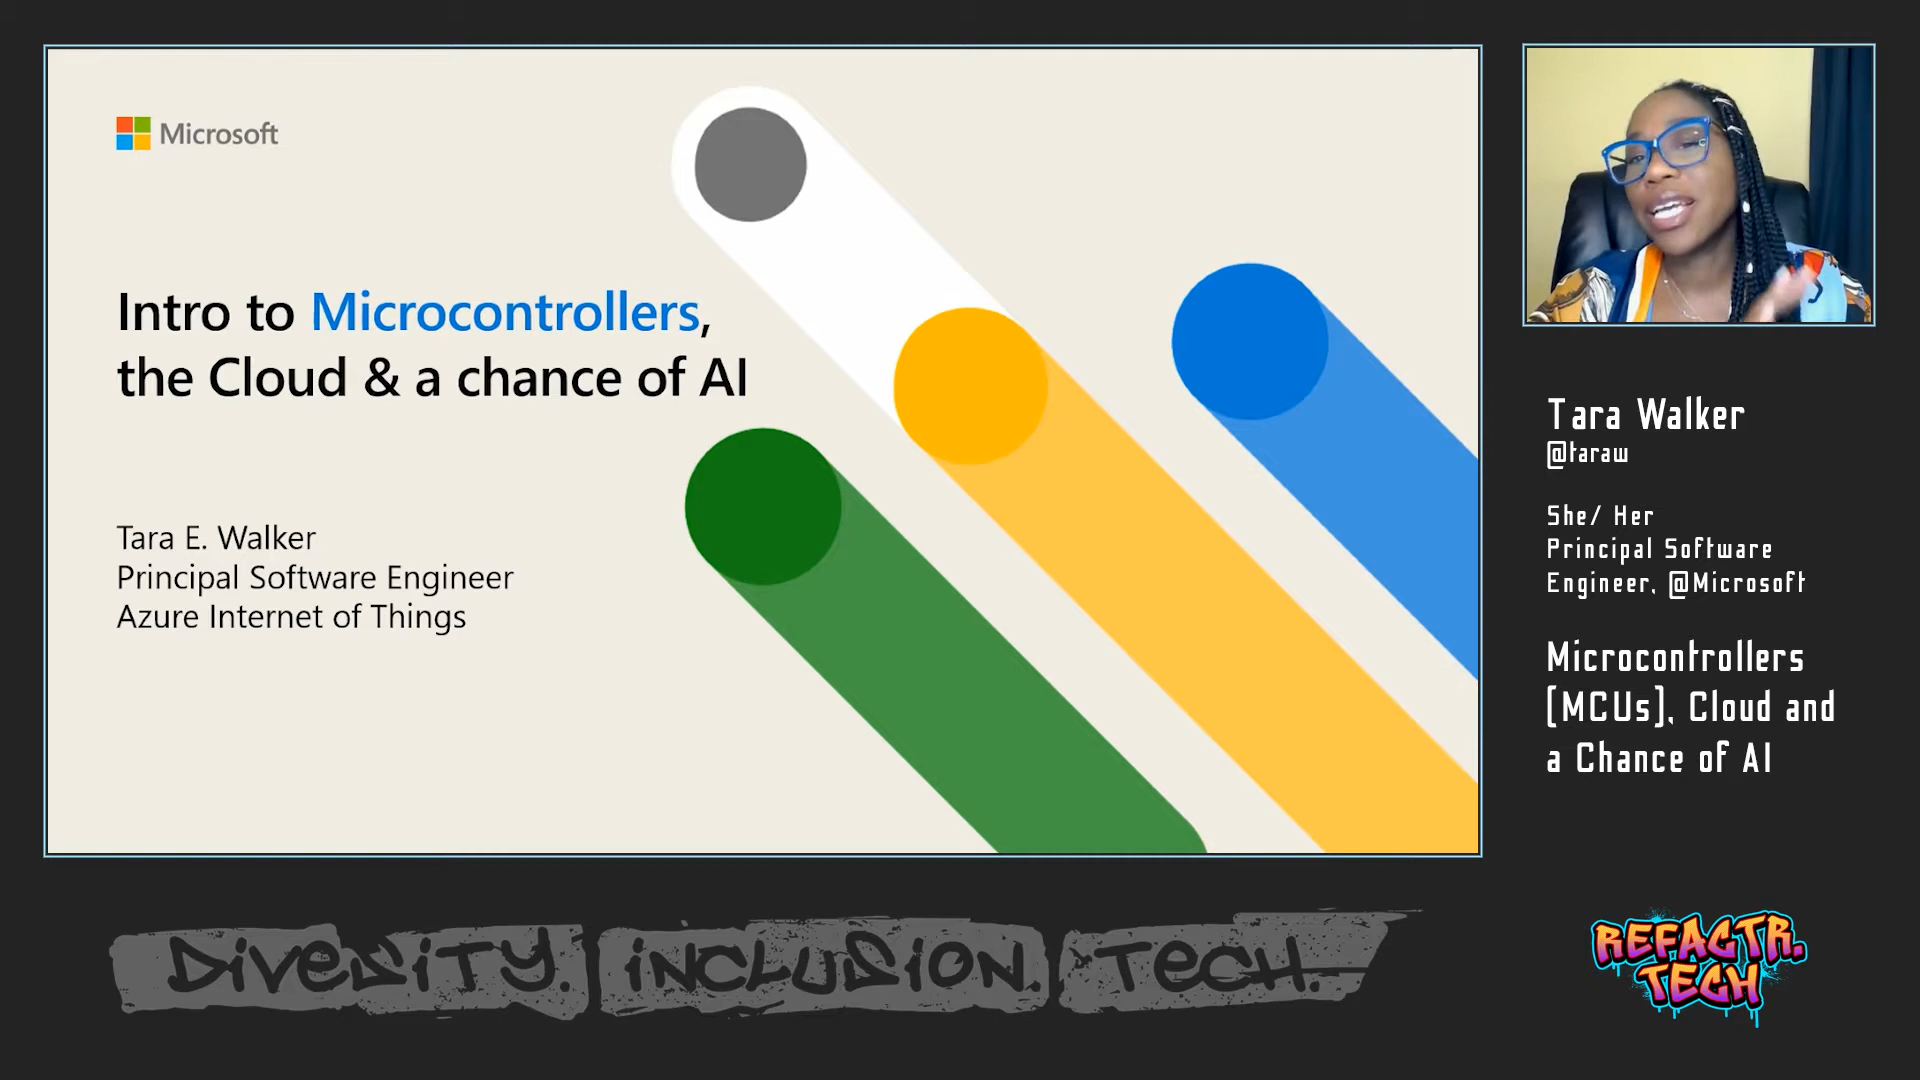 Microsoft
Intro to Microcontrollers,
the Cloud & a chance of AI
Tara E. Walker
Principal Software Engineer
Azure Internet of Things
Tara Walker
@taraw
She/ Her
Principal Software
Engineer, @Microsoft
Microcontrollers
(MCUs), Cloud and
a Chance of AI
DiVERSiTY. iNCLUSiON. TECH.
REFACTR.
TECH